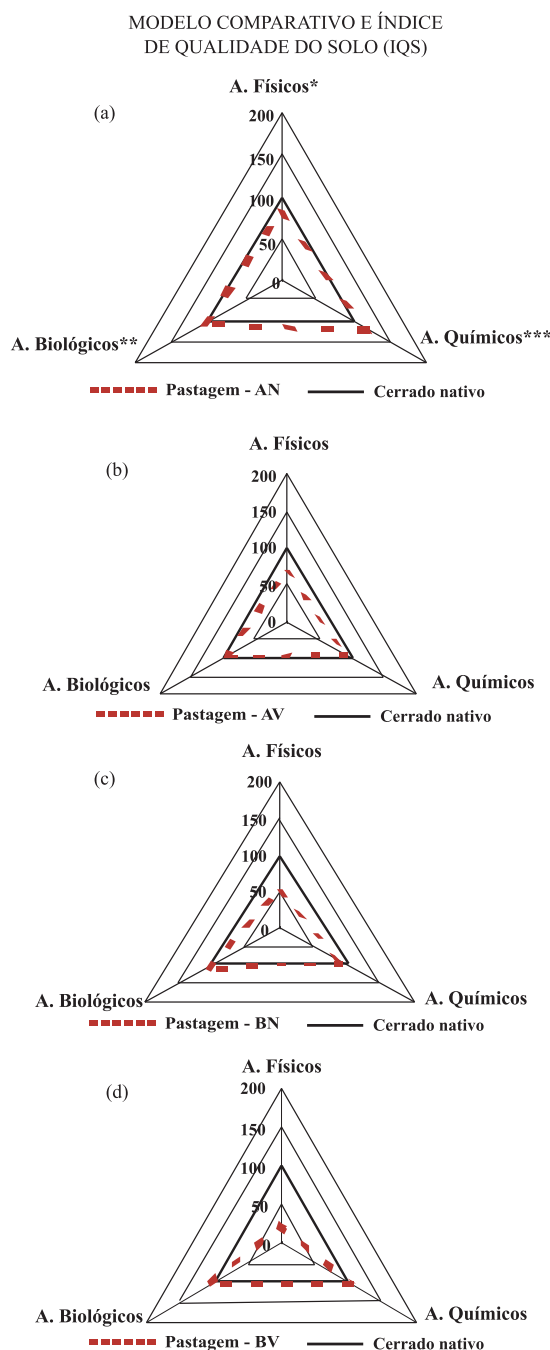 MODELO COMPARATIVO E ÍNDICE
DE QUALIDADE DO SOLO (IQS)
A. Físicos*
(a)
200
150
100
50
0
A. Biológicos**
A. Químicos***
Pastagem - AN
Cerrado nativo
A. Físicos
(b)
200
150
100
50
0
A. Biológicos
A. Químicos
Pastagem - AV
Cerrado nativo
A. Físicos
(c)
200
150
100
50
0
A. Biológicos
A. Químicos
Pastagem - BN
Cerrado nativo
A. Físicos
(d)
200
150
100
50
0
A. Biológicos
A. Químicos
Pastagem - BV
Cerrado nativo